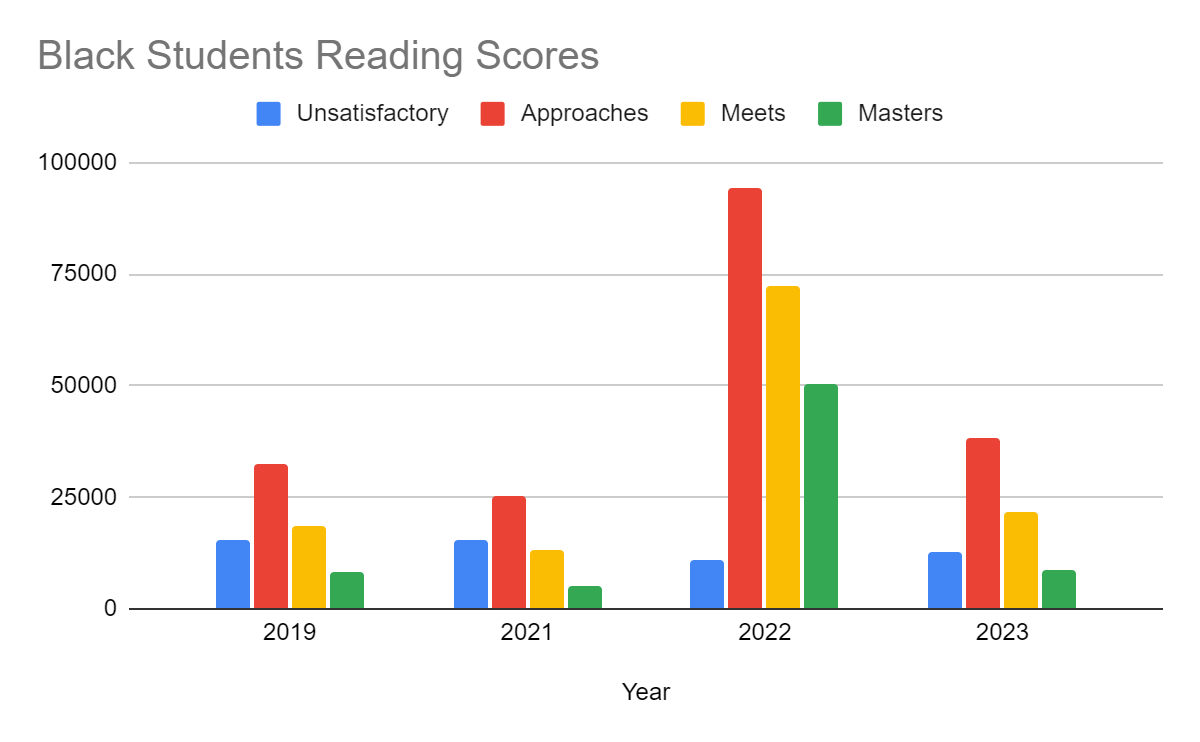 Black Students Reading Scores
Unsatisfactory Approaches Meets Masters
100000
75000
50000
25000
0
2019 2021 2022 2023
Year